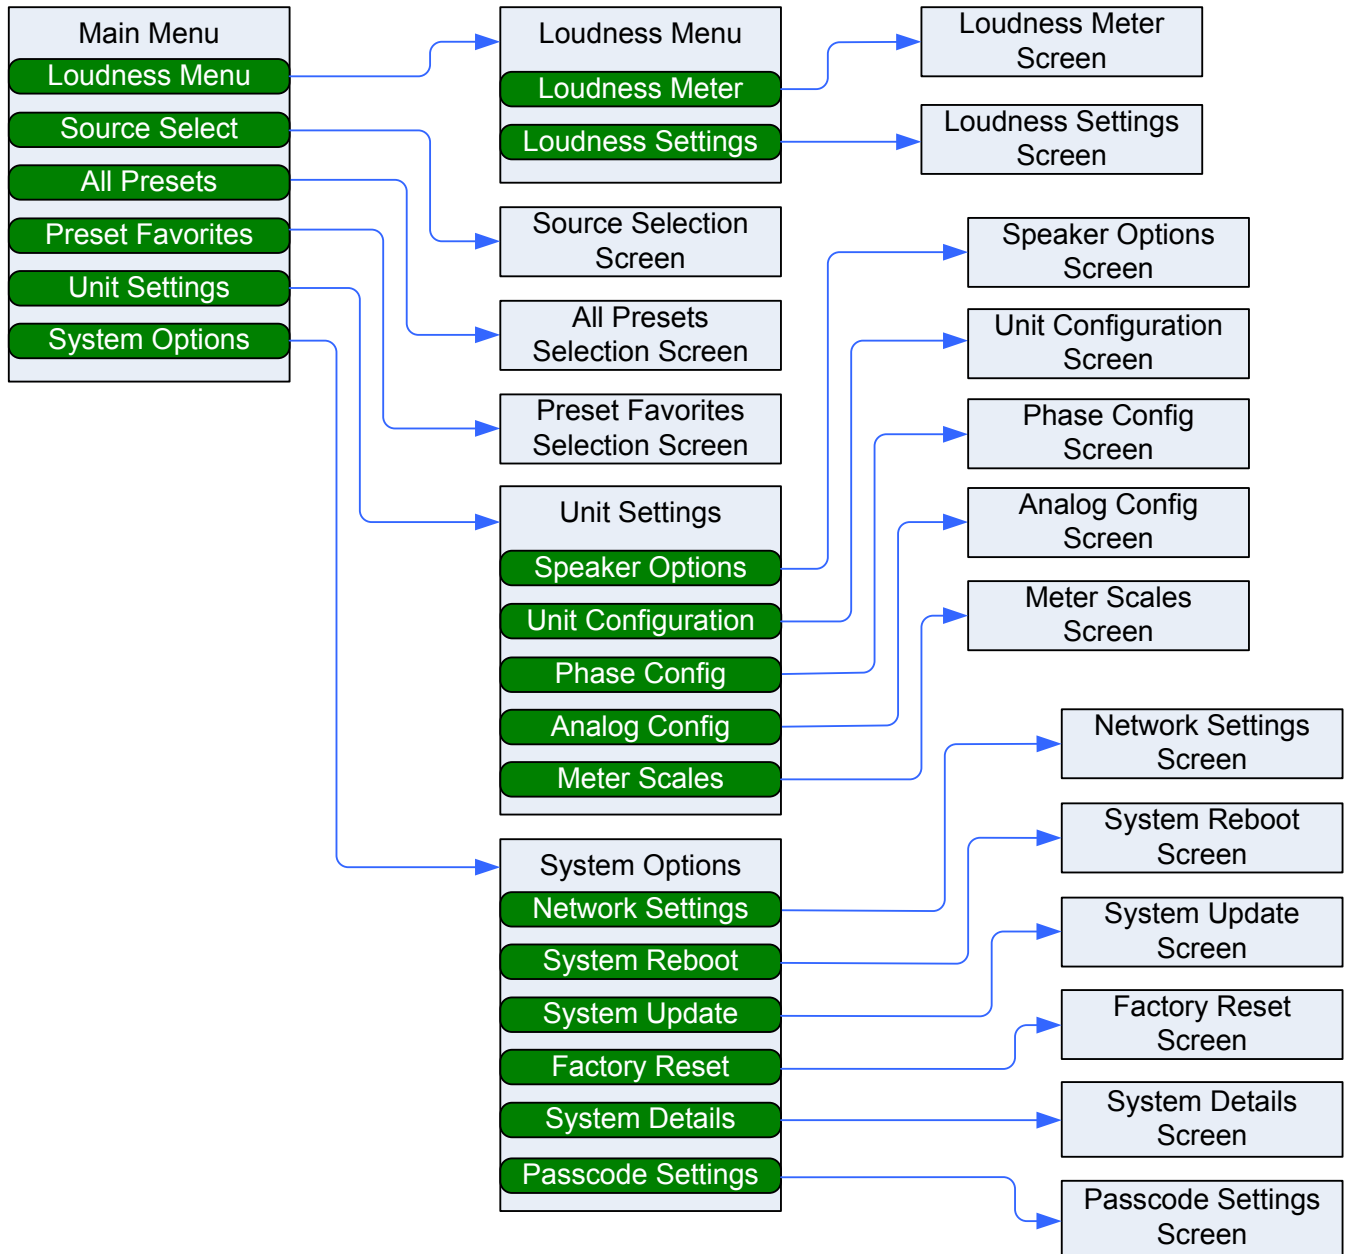 Main Menu
Loudness Menu
Source Select
All Presets
Preset Favorites
Unit Settings
System Options
Loudness Menu
Loudness Meter
Loudness Settings
Loudness Meter
Screen
Loudness Settings
Screen
Source Selection
Screen
All Presets
Selection Screen
Preset Favorites
Selection Screen
Unit Settings
Speaker Options
Unit Configuration
Phase Config
Analog Config
Meter Scales
Speaker Options
Screen
Unit Configuration
Screen
Phase Config
Screen
Analog Config
Screen
Meter Scales
Screen
System Options
Network Settings
System Reboot
System Update
Factory Reset
System Details
Passcode Settings
Network Settings
Screen
System Reboot
Screen
System Update
Screen
Factory Reset
Screen
System Details
Screen
Passcode Settings
Screen